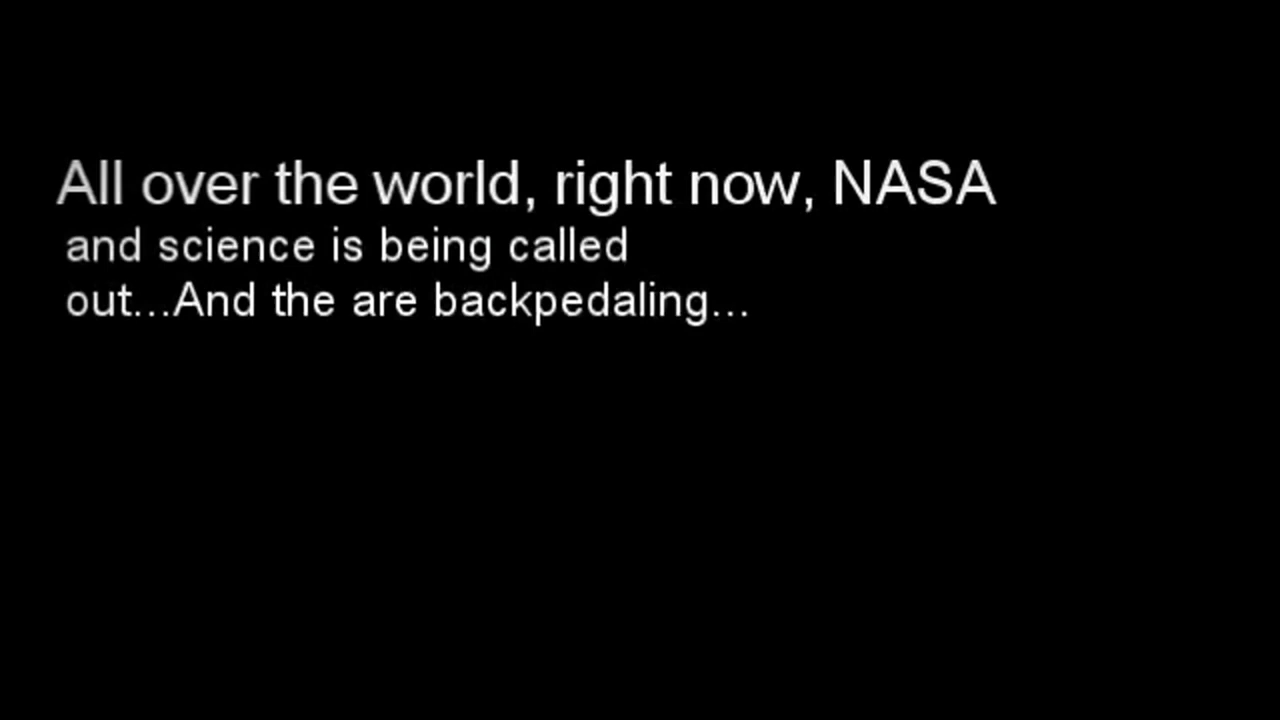 All over the world, right now, NASA
and science is being called
out...And the are backpedaling...